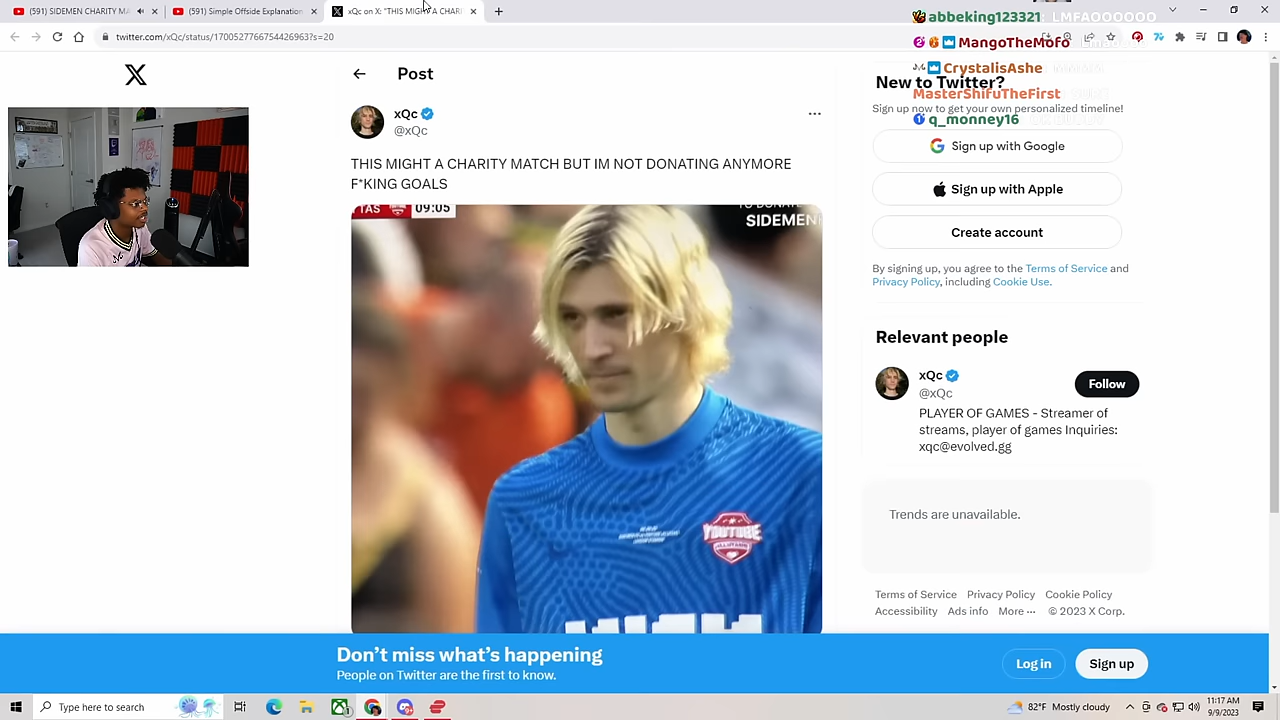 (591) SIDEMEN CHARITY MA
(591) Simple Offside Explanation
xQc on X: "THIS MIGHT A CHARI
twitter.com/xQc/status/1700527766754426963?s=20
abbeking123321: LMFAOOOOOO
MangoTheMofo
CrystalisAshe
MasterShifuTheFirst
q_monney16
Post
xQc
@xQc
THIS MIGHT A CHARITY MATCH BUT IM NOT DONATING ANYMORE
F*KING GOALS
TAS 09:05
TO DONATE
SIDEMEN
YOUTUBE
New to Twitter?
Sign up now to get your own personalized timeline!
Sign up with Google
Sign up with Apple
Create account
By signing up, you agree to the Terms of Service and
Privacy Policy, including Cookie Use.
Relevant people
xQc
@xQc
Follow
PLAYER OF GAMES - Streamer of
streams, player of games Inquiries:
xqc@evolved.gg
Trends are unavailable.
Terms of Service Privacy Policy Cookie Policy
Accessibility Ads info More ··· © 2023 X Corp.
Don't miss what's happening
People on Twitter are the first to know.
Log in
Sign up
Type here to search
82°F Mostly cloudy
11:17 AM
9/9/2023